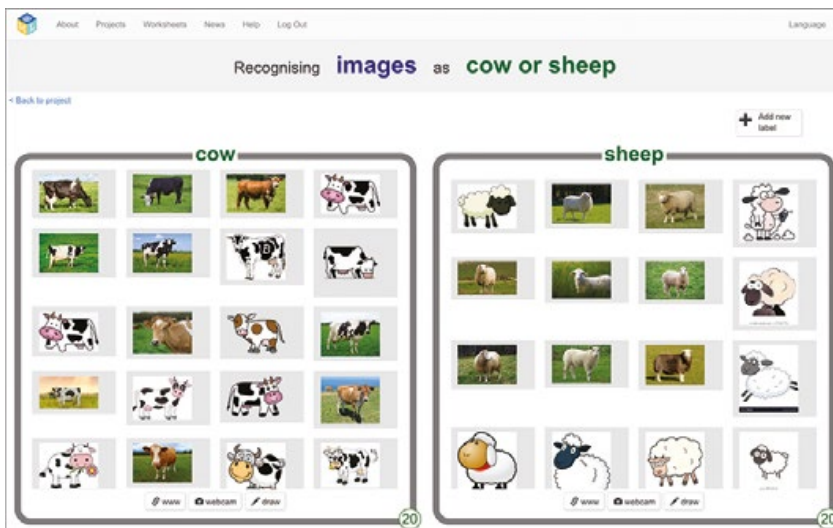 About Projects Worksheets News Help Log Out Language
Recognising images as cow or sheep
< Back to project
Add new
label
cow
sheep
www webcam draw
20
www webcam draw